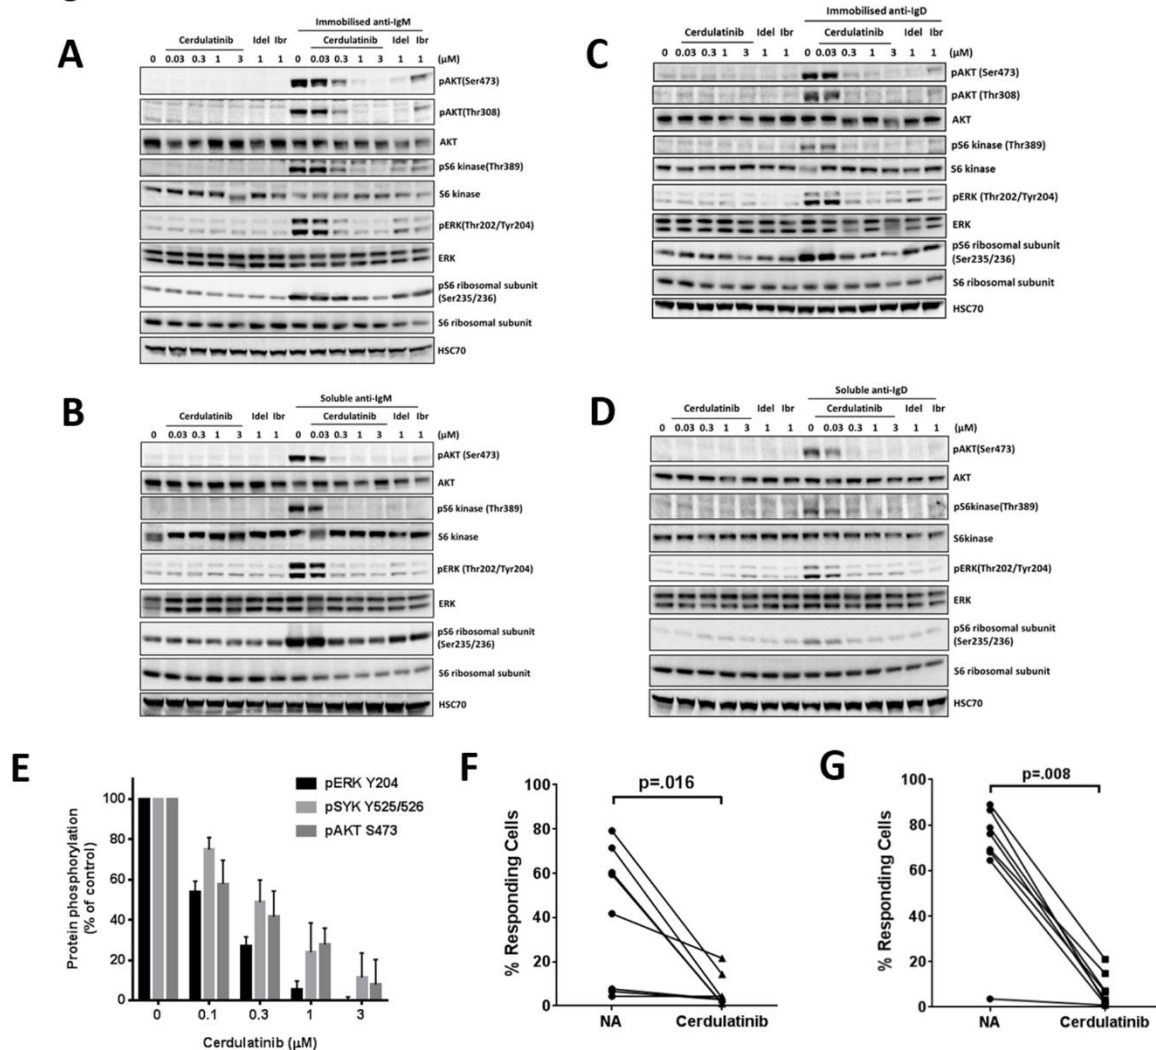 A
Immobilised anti-IgM
Cerdulatinib Idel Ibr Cerdulatinib Idel Ibr
0 0.03 0.3 1 3 1 1 0 0.03 0.3 1 3 1 1 (μM)
pAKT(Ser473)
pAKT(Thr308)
AKT
pS6 kinase(Thr389)
S6 kinase
pERK(Thr202/Tyr204)
ERK
pS6 ribosomal subunit
(Ser235/236)
S6 ribosomal subunit
HSC70
C
Immobilised anti-IgD
Cerdulatinib Idel Ibr Cerdulatinib Idel Ibr
0 0.03 0.3 1 3 1 1 0 0.03 0.3 1 3 1 1 (μM)
pAKT (Ser473)
pAKT (Thr308)
AKT
pS6 kinase (Thr389)
S6 kinase
pERK (Thr202/Tyr204)
ERK
pS6 ribosomal subunit
(Ser235/236)
S6 ribosomal subunit
HSC70
B
Soluble anti-IgM
Cerdulatinib Idel Ibr Cerdulatinib Idel Ibr
0 0.03 0.3 1 3 1 1 0 0.03 0.3 1 3 1 1 (μM)
pAKT (Ser473)
AKT
pS6 kinase (Thr389)
S6 kinase
pERK (Thr202/Tyr204)
ERK
pS6 ribosomal subunit
(Ser235/236)
S6 ribosomal subunit
HSC70
D
Soluble anti-IgD
Cerdulatinib Idel Ibr Cerdulatinib Idel Ibr
0 0.03 0.3 1 3 1 1 0 0.03 0.3 1 3 1 1 (μM)
pAKT(Ser473)
AKT
pS6kinase(Thr389)
S6kinase
pERK(Thr202/Tyr204)
ERK
pS6 ribosomal subunit
(Ser235/236)
S6 ribosomal subunit
HSC70
E
pERK Y204
pSYK Y525/526
pAKT S473
Protein phosphorylation
(% of control)
100
80
60
40
20
0
0 0.1 0.3 1 3
Cerdulatinib (μM)
F
p=.016
% Responding Cells
100
80
60
40
20
0
NA Cerdulatinib
G
p=.008
% Responding Cells
100
80
60
40
20
0
NA Cerdulatinib